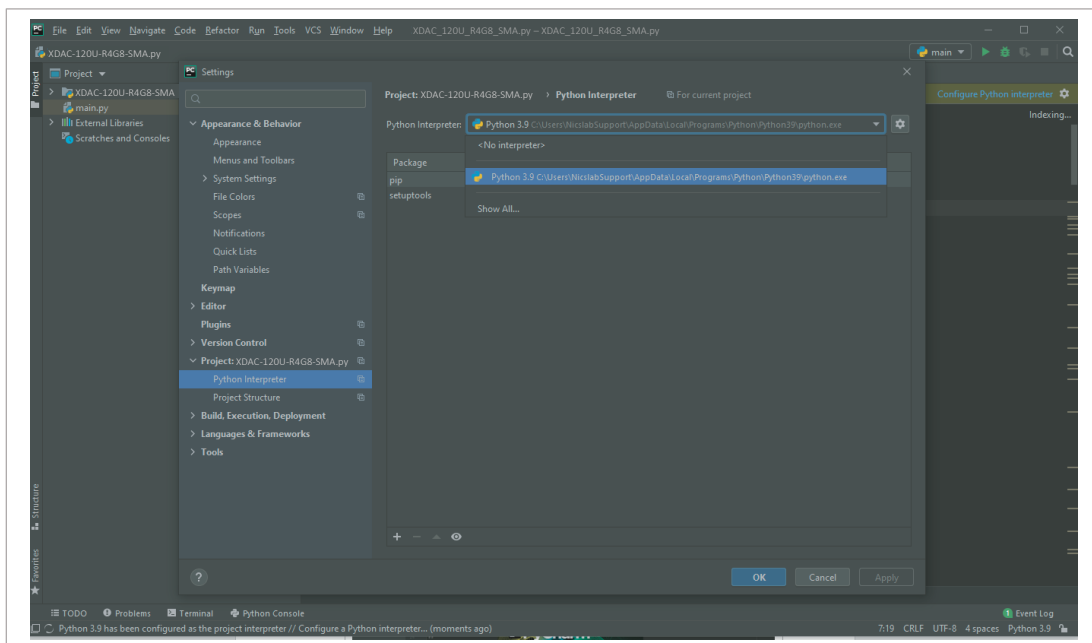 PC File Edit View Navigate Code Refactor Run Tools VCS Window Help XDAC_120U_R4G8_SMA.py – XDAC_120U_R4G8_SMA.py
XDAC-120U-R4G8-SMA.py main
Project
Project
XDAC-120U-R4G8-SMA
main.py
External Libraries
Scratches and Consoles
Configure Python interpreter
Indexing...
PC Settings
Appearance & Behavior
Appearance
Menus and Toolbars
System Settings
File Colors
Scopes
Notifications
Quick Lists
Path Variables
Keymap
Editor
Plugins
Version Control
Project: XDAC-120U-R4G8-SMA.py
Python Interpreter
Project Structure
Build, Execution, Deployment
Languages & Frameworks
Tools
Project: XDAC-120U-R4G8-SMA.py › Python Interpreter For current project
Python Interpreter: Python 3.9 C:\Users\NicslabSupport\AppData\Local\Programs\Python\Python39\python.exe
<No interpreter>
Python 3.9 C:\Users\NicslabSupport\AppData\Local\Programs\Python\Python39\python.exe
Show All...
Package
pip
setuptools
? OK Cancel Apply
Structure
Favorites
TODO Problems Terminal Python Console 1 Event Log
Python 3.9 has been configured as the project interpreter // Configure a Python interpreter... (moments ago) 7:19 CRLF UTF-8 4 spaces Python 3.9